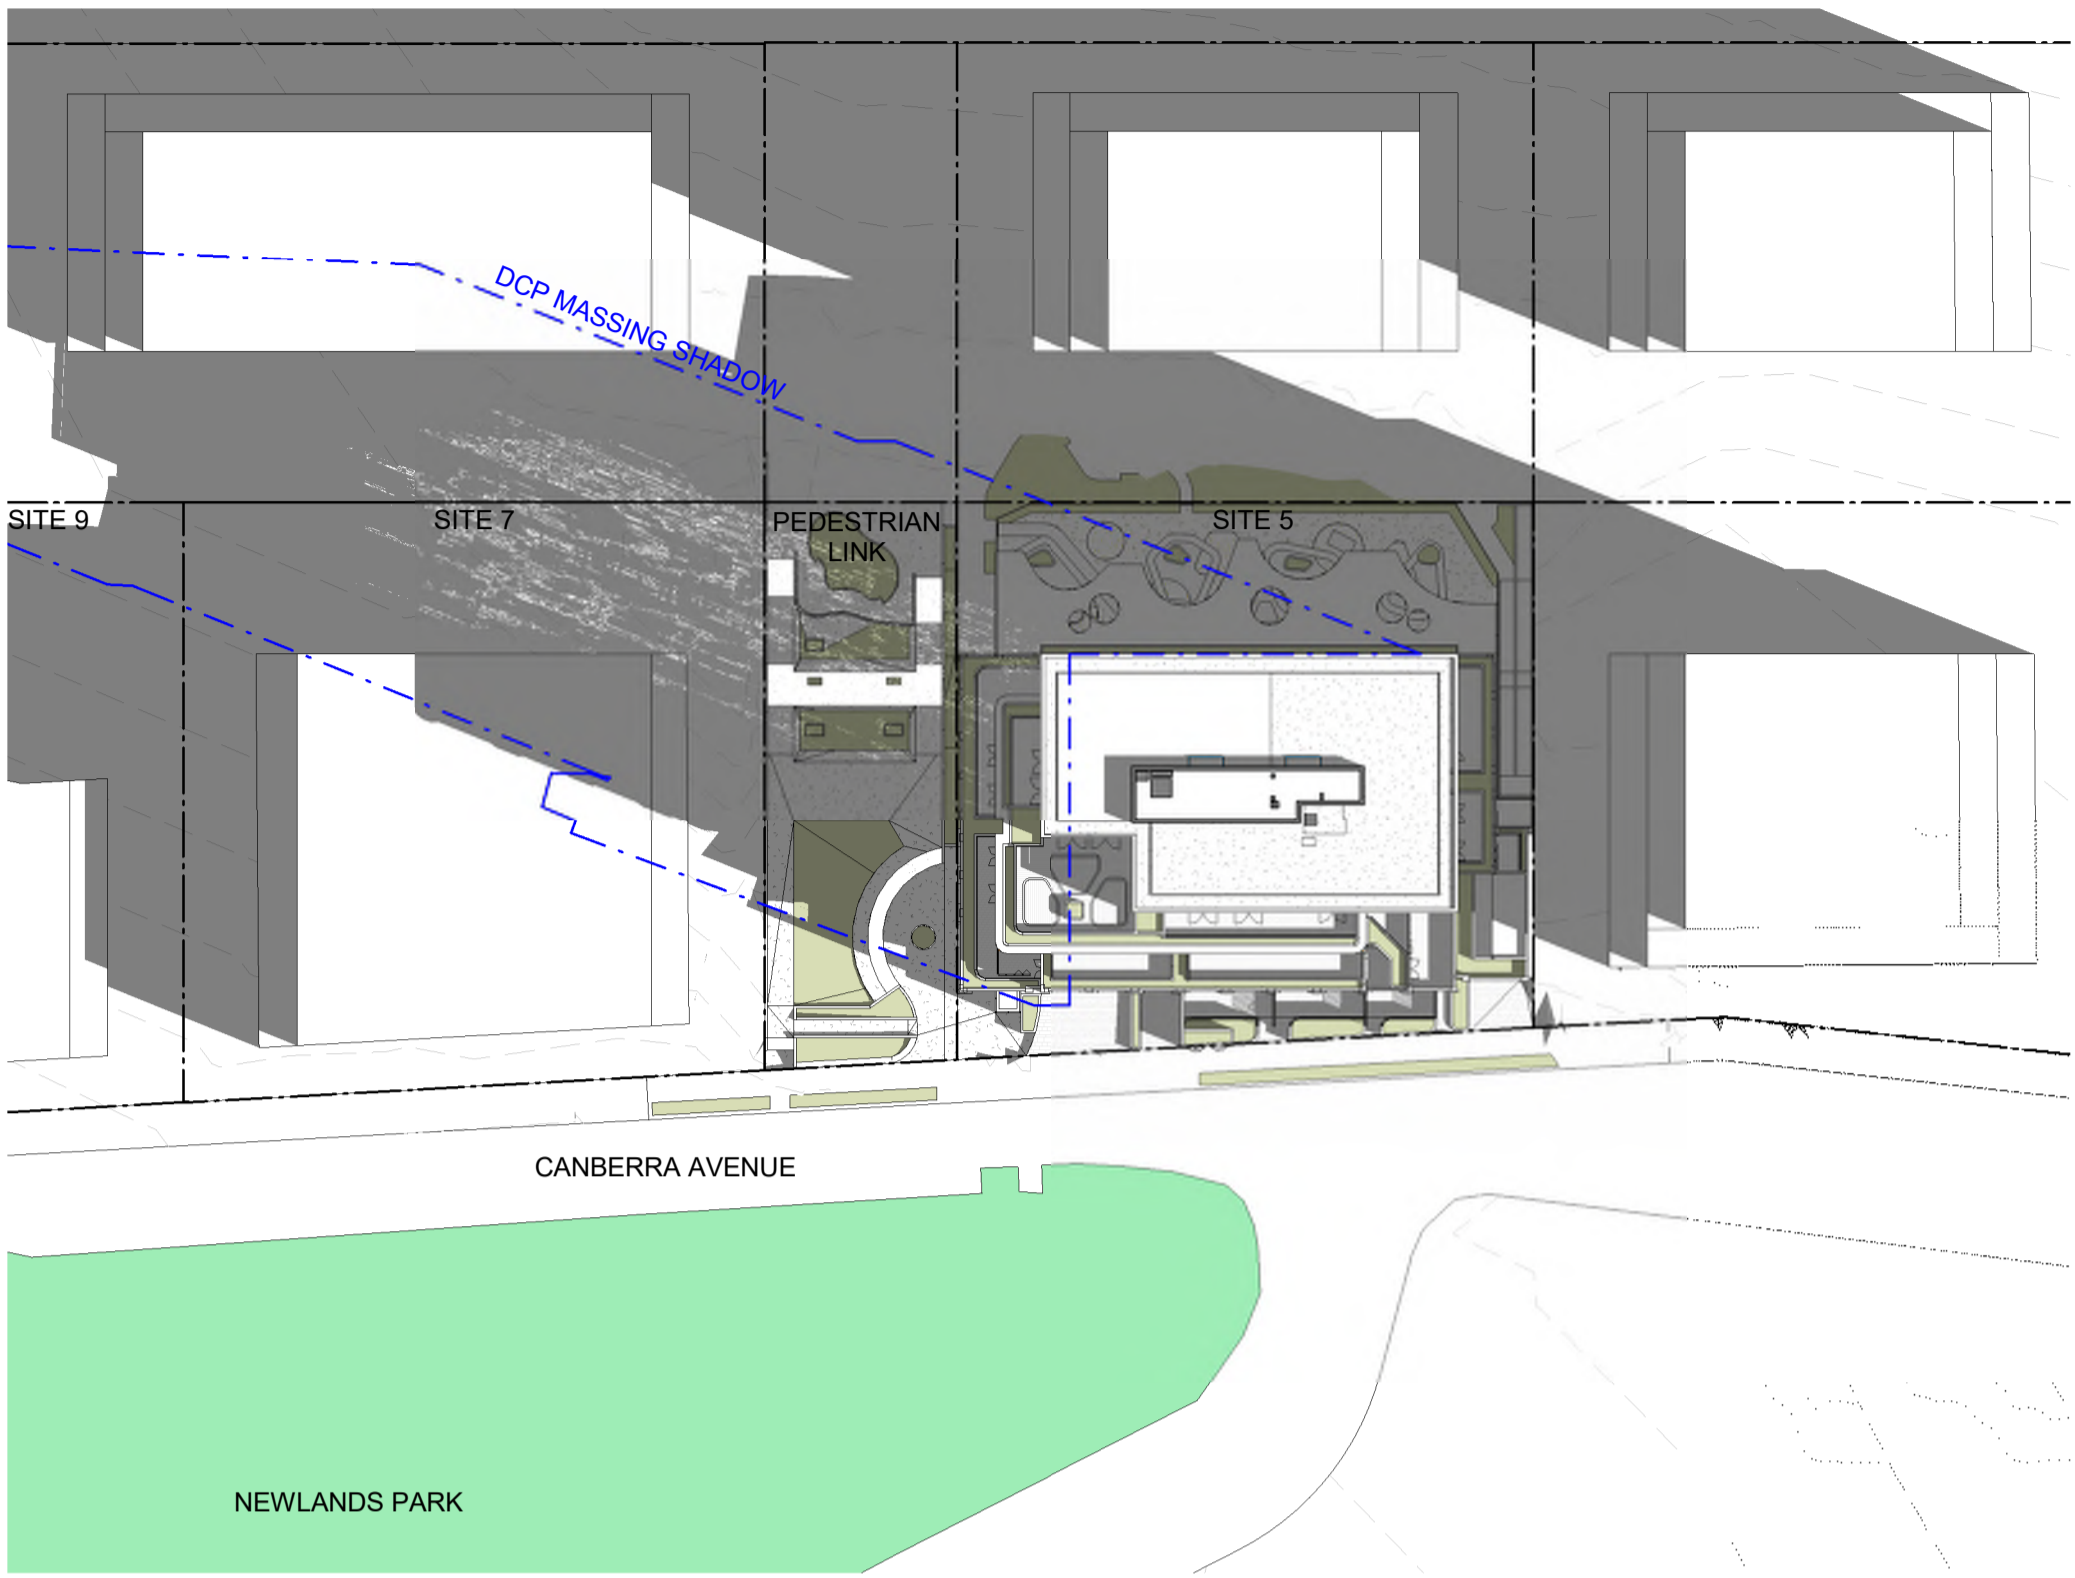 DCP MASSING SHADOW
SITE 9
SITE 7
PEDESTRIAN
LINK
SITE 5
CANBERRA AVENUE
NEWLANDS PARK